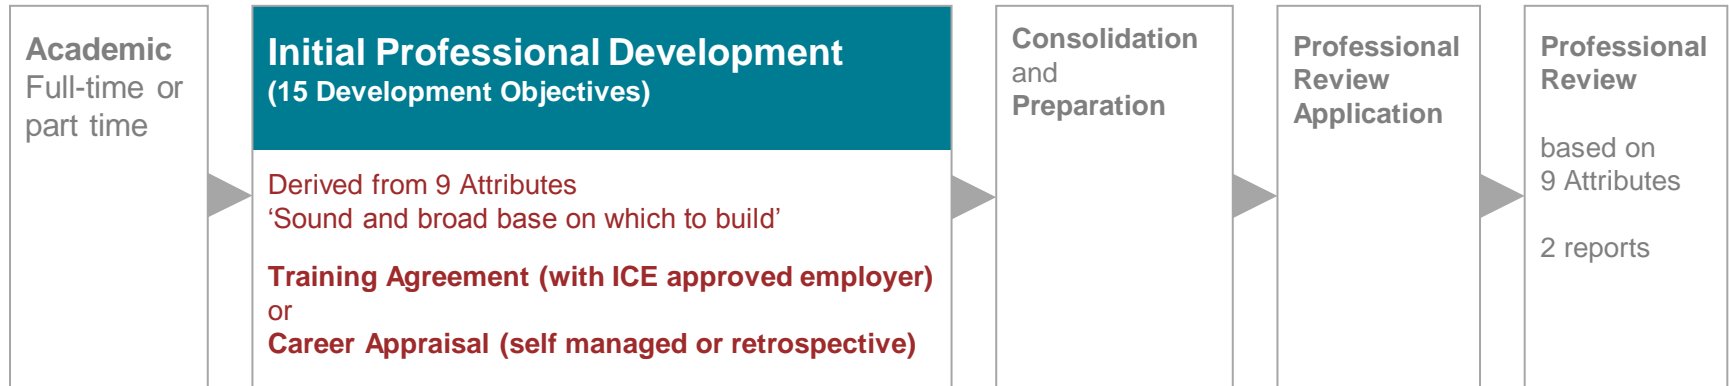 Academic
Full-time or
part time
Initial Professional Development
(15 Development Objectives)
Derived from 9 Attributes
‘Sound and broad base on which to build’
Training Agreement (with ICE approved employer)
or
Career Appraisal (self managed or retrospective)
Consolidation
and
Preparation
Professional
Review
Application
Professional
Review
based on
9 Attributes
2 reports